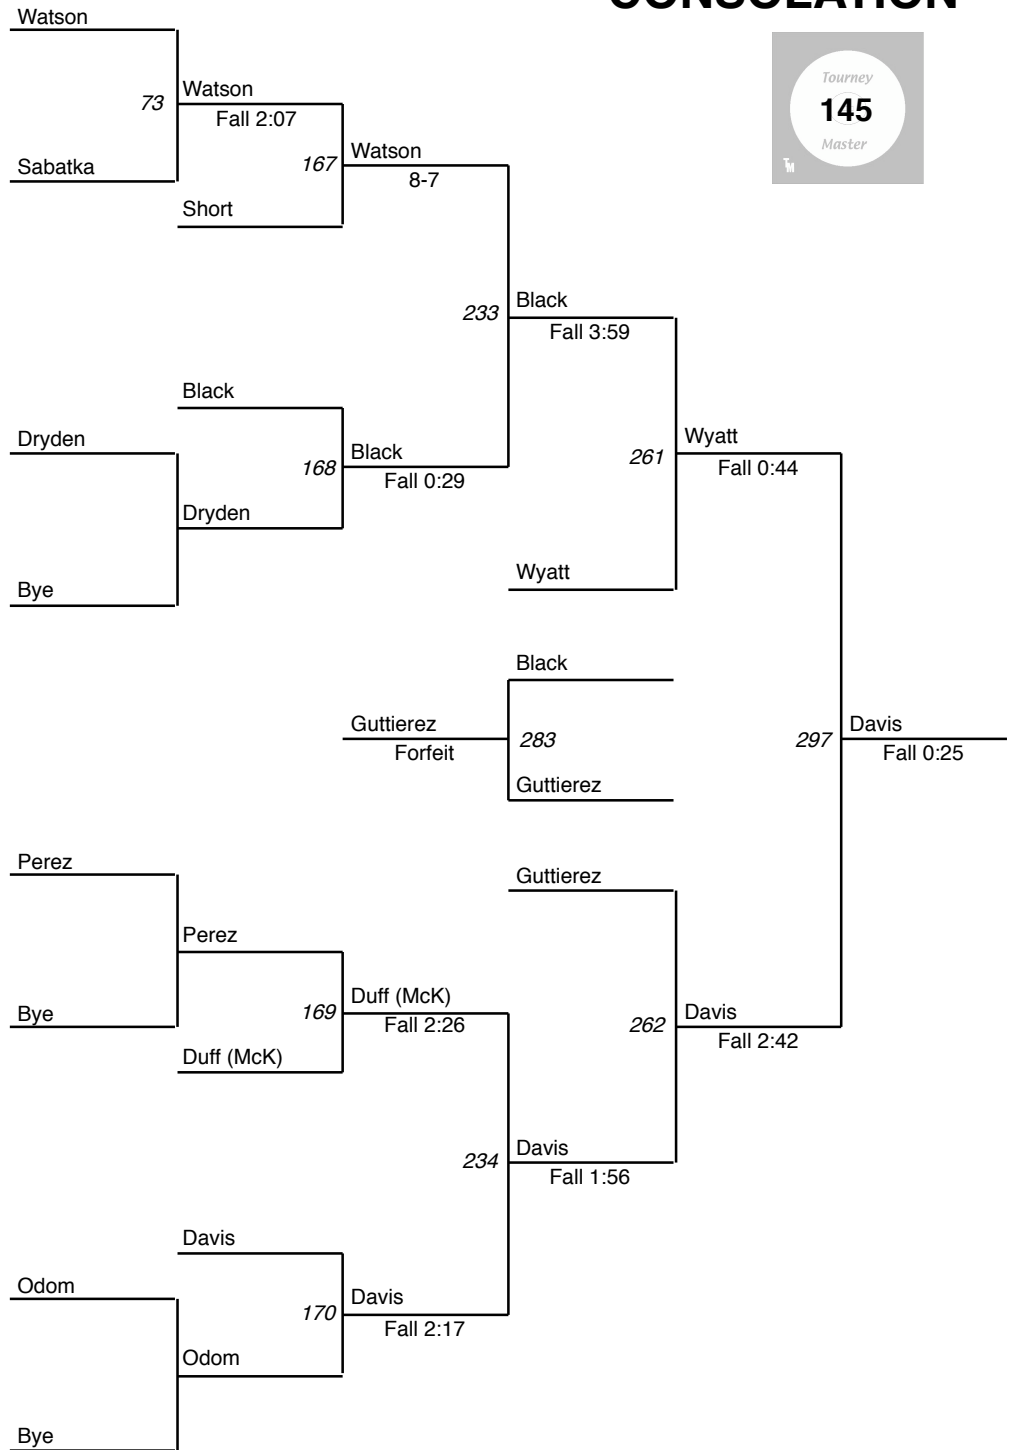 CONSOLATION
Watson
Tourney
145
Master
TM
73
Watson
Fall 2:07
Sabatka
167
Watson
8-7
Short
233
Black
Fall 3:59
Black
Dryden
168
Black
Fall 0:29
261
Wyatt
Fall 0:44
Dryden
Bye
Wyatt
Black
Guttierez
Forfeit
283
297
Davis
Fall 0:25
Guttierez
Perez
Guttierez
Perez
169
Duff (McK)
Fall 2:26
262
Davis
Fall 2:42
Bye
Duff (McK)
234
Davis
Fall 1:56
Davis
Odom
170
Davis
Fall 2:17
Odom
Bye